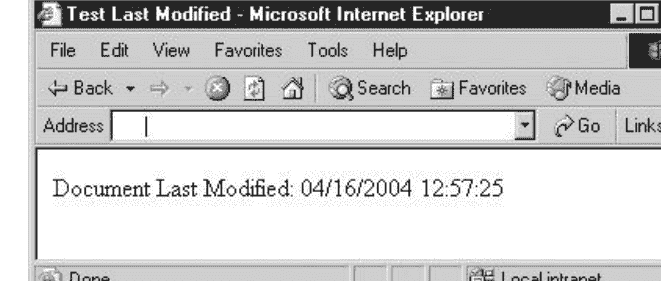 Test Last Modified - Microsoft Internet Explorer
File Edit View Favorites Tools Help
Back Search Favorites Media
Address Go Links
Document Last Modified: 04/16/2004 12:57:25
Done Local intranet